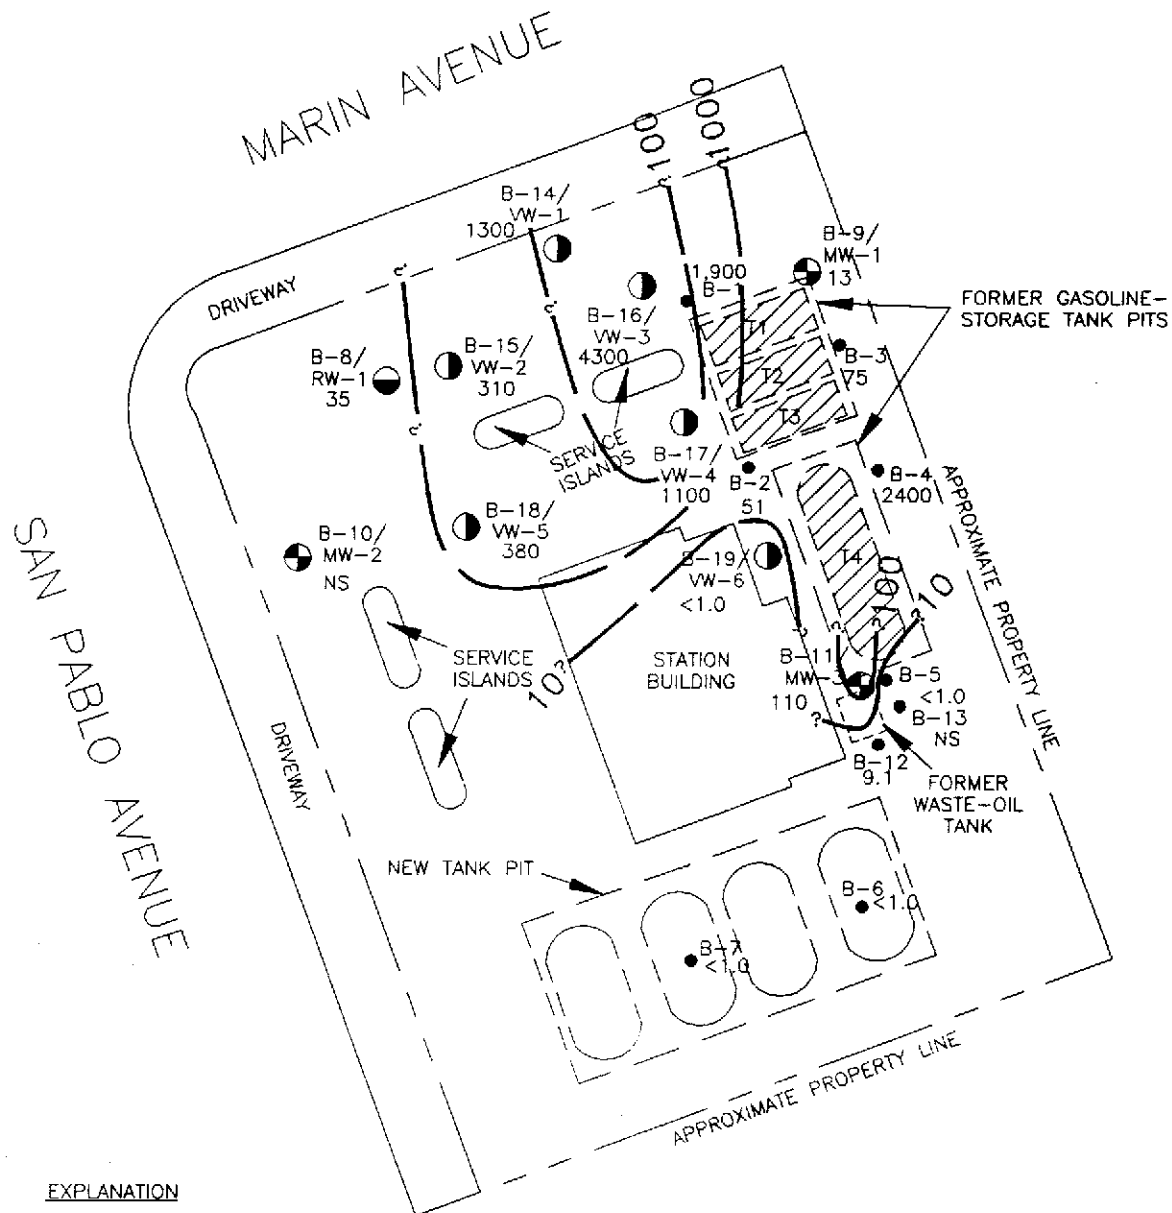 MARIN AVENUE
?100
?1000
B-14/
VW-1
1300
B-9/
MW-1
13
1,900
B-1
DRIVEWAY
FORMER GASOLINE-
STORAGE TANK PITS
B-16/
VW-3
4300
T1
B-8/
RW-1
35
B-15/
VW-2
310
B-3
75
T2
T3
SERVICE
ISLANDS
B-17/
VW-4
1100
B-2
51
B-4
2400
APPROXIMATE PROPERTY LINE
B-18/
VW-5
380
B-10/
MW-2
NS
B-19/
VW-6
<1.0
T4
100
10
?
?
?
?
SAN PABLO AVENUE
SERVICE
ISLANDS
10?
STATION
BUILDING
B-11
MW-3
110
?
B-5
<1.0
B-13
NS
B-12
9.1
DRIVEWAY
FORMER
WASTE-OIL
TANK
NEW TANK PIT
B-6
<1.0
B-7
<1.0
APPROXIMATE PROPERTY LINE
EXPLANATION